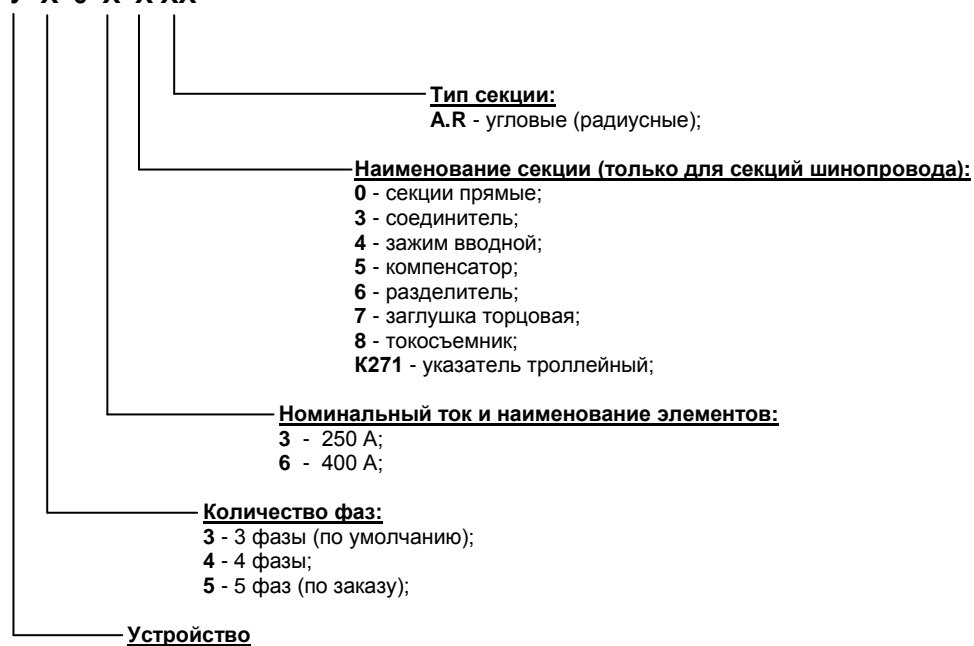 Тип секции:
A.R - угловые (радиусные);
Наименование секции (только для секций шинопровода):
0 - секции прямые;
3 - соединитель;
4 - зажим вводной;
5 - компенсатор;
6 - разделитель;
7 - заглушка торцовая;
8 - токосъемник;
К271 - указатель троллейный;
Номинальный ток и наименование элементов:
3 - 250 А;
6 - 400 А;
Количество фаз:
3 - 3 фазы (по умолчанию);
4 - 4 фазы;
5 - 5 фаз (по заказу);
Устройство